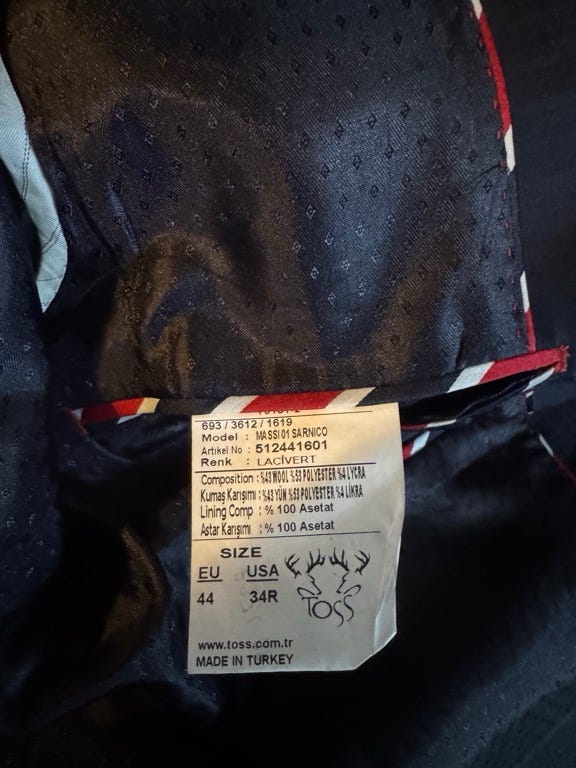 693 / 3612 / 1619
Model : MASSI 01 SARNICO
Artıkel No : 512441601
Renk : LACİVERT
Composition : %43 WOOL %53 POLYESTER %4 LYCRA
Kumaş Karışımı : %43 YÜN %53 POLYESTER %4 LİKRA
Lining Comp : % 100 Asetat
Astar Karışımı : % 100 Asetat
SIZE
EU USA
44 34R
TOSS
www.toss.com.tr
MADE IN TURKEY